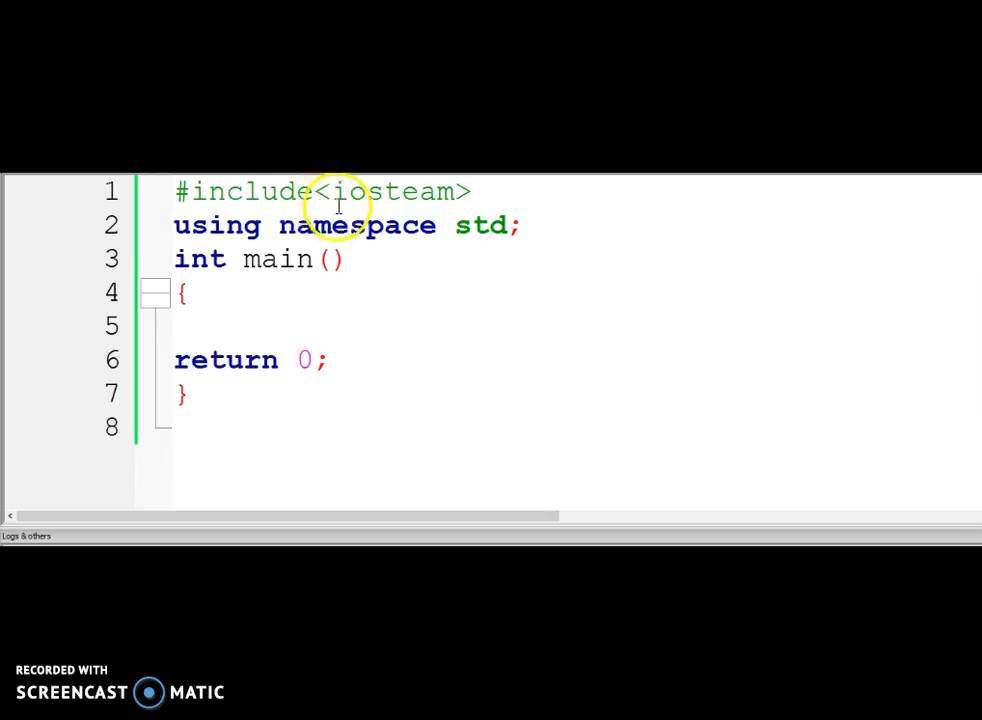 1 #include<iosteam>
2 using namespace std;
3 int main()
4 {
5
6 return 0;
7 }
8
<
Logs & others
RECORDED WITH
SCREENCAST MATIC